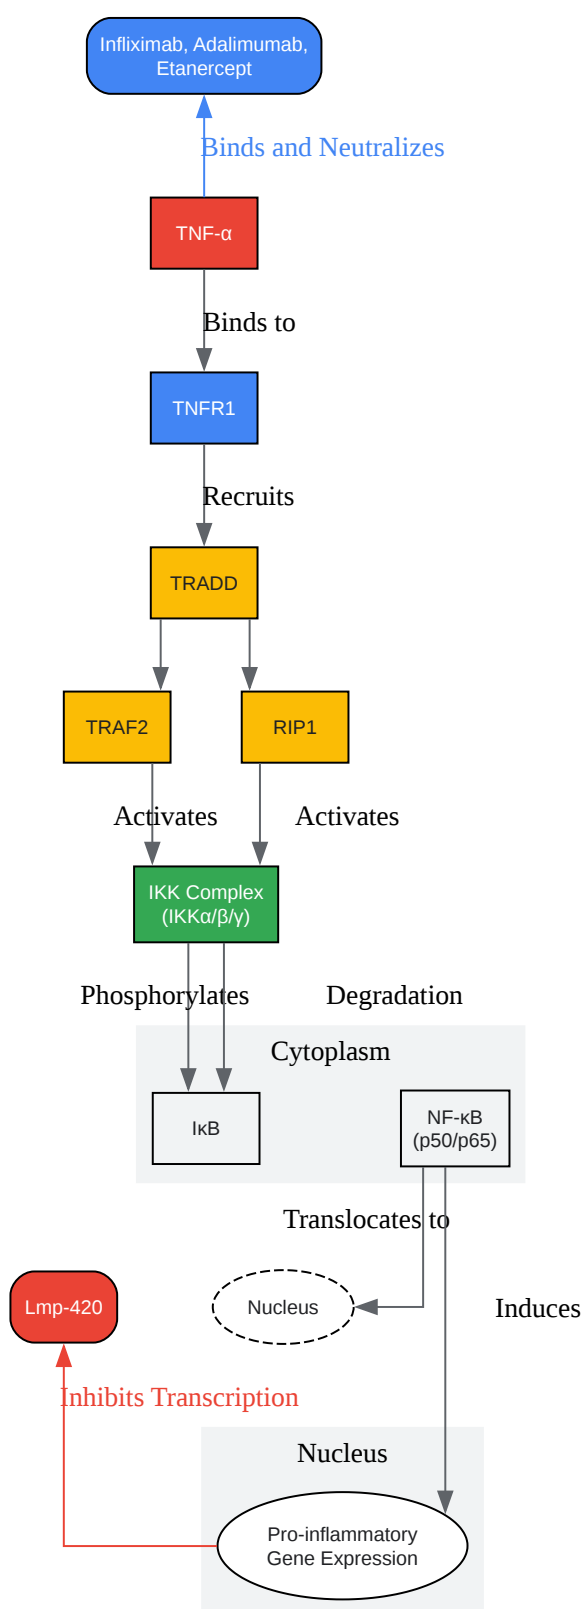 Infliximab, Adalimumab,
Etanercept
Binds and Neutralizes
TNF-α
Binds to
TNFR1
Recruits
TRADD
TRAF2
RIP1
Activates
Activates
IKK Complex
(IKKα/β/γ)
Phosphorylates
Degradation
Cytoplasm
IκB
NF-κB
(p50/p65)
Translocates to
Lmp-420
Nucleus
Induces
Inhibits Transcription
Nucleus
Pro-inflammatory
Gene Expression